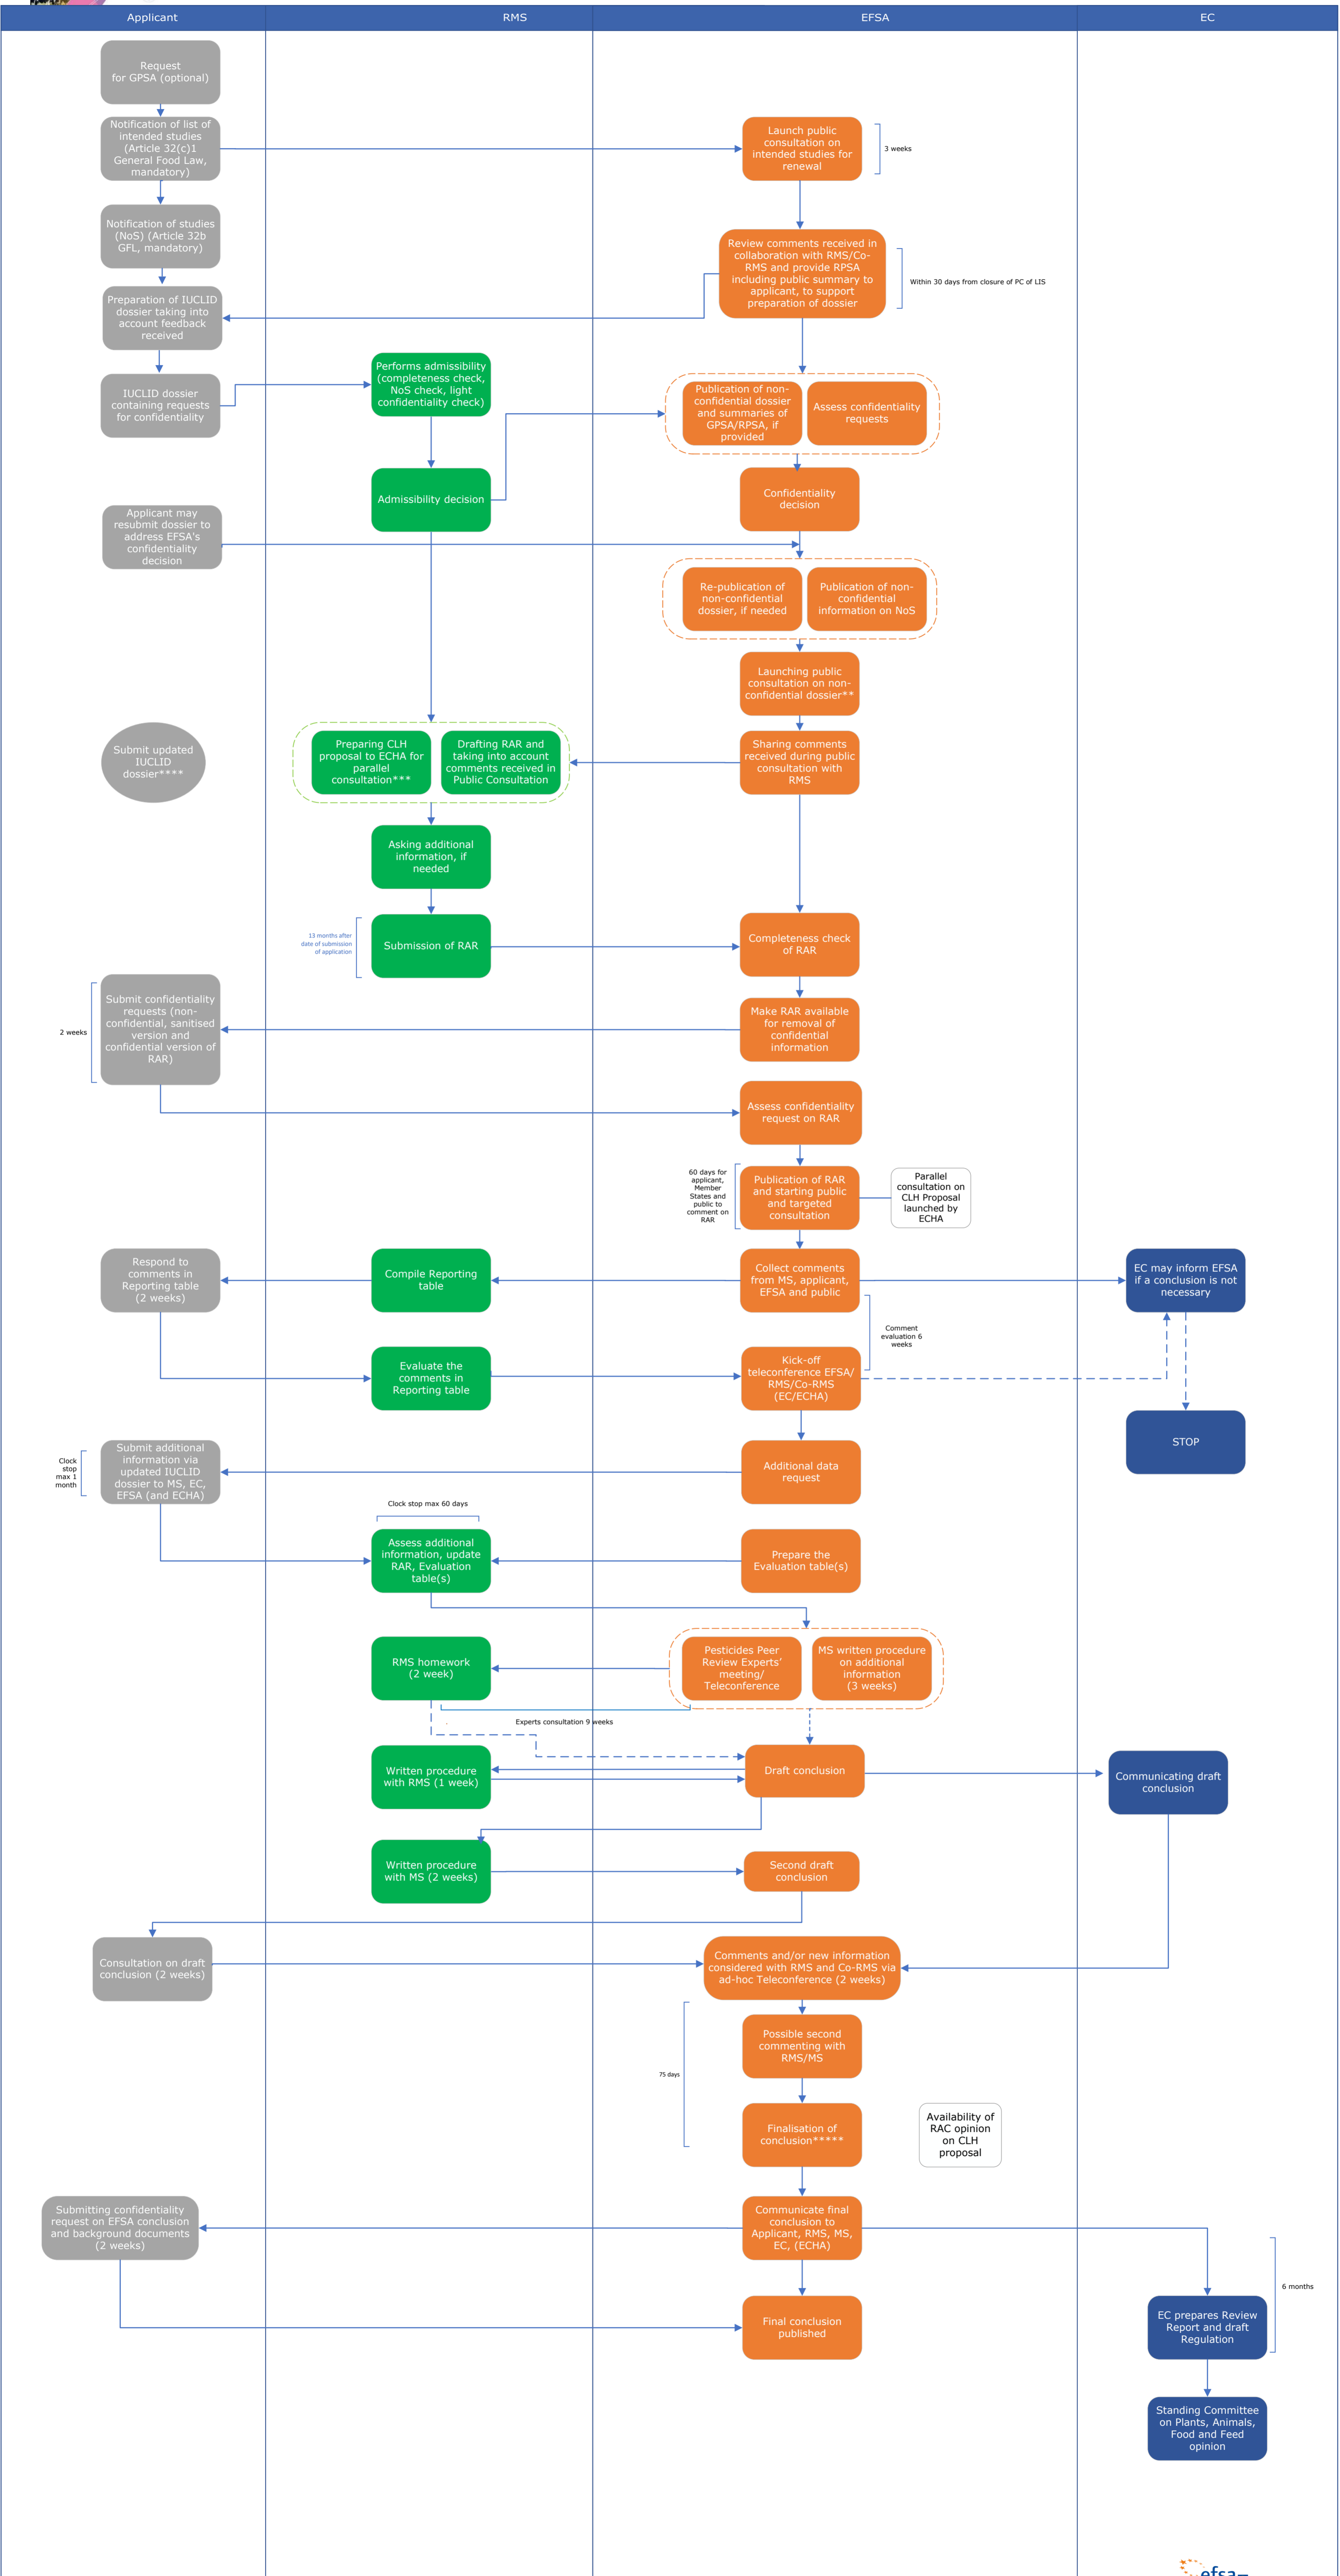 Applicant
RMS
EFSA
EC
Request
for GPSA (optional)
Notification of list of
intended studies
(Article 32(c)1
General Food Law,
mandatory)
Launch public
consultation on
intended studies for
renewal
3 weeks
Notification of studies
(NoS) (Article 32b
GFL, mandatory)
Review comments received in
collaboration with RMS/Co-
RMS and provide RPSA
including public summary to
applicant, to support
preparation of dossier
Within 30 days from closure of PC of LIS
Preparation of IUCLID
dossier taking into
account feedback
received
IUCLID dossier
containing requests
for confidentiality
Performs admissibility
(completeness check,
NoS check, light
confidentiality check)
Publication of non-
confidential dossier
and summaries of
GPSA/RPSA, if
provided
Assess confidentiality
requests
Admissibility decision
Confidentiality
decision
Applicant may
resubmit dossier to
address EFSA's
confidentiality
decision
Re-publication of
non-confidential
dossier, if needed
Publication of non-
confidential
information on NoS
Launching public
consultation on non-
confidential dossier**
Submit updated
IUCLID
dossier****
Preparing CLH
proposal to ECHA for
parallel
consultation***
Drafting RAR and
taking into account
comments received in
Public Consultation
Sharing comments
received during public
consultation with
RMS
Asking additional
information, if
needed
13 months after
date of submission
of application
Submission of RAR
Completeness check
of RAR
2 weeks
Submit confidentiality
requests (non-
confidential, sanitised
version and
confidential version of
RAR)
Make RAR available
for removal of
confidential
information
Assess confidentiality
request on RAR
60 days for
applicant,
Member
States and
public to
comment on
RAR
Publication of RAR
and starting public
and targeted
consultation
Parallel
consultation on
CLH Proposal
launched by
ECHA
Respond to
comments in
Reporting table
(2 weeks)
Compile Reporting
table
Collect comments
from MS, applicant,
EFSA and public
EC may inform EFSA
if a conclusion is not
necessary
Comment
evaluation 6
weeks
Evaluate the
comments in
Reporting table
Kick-off
teleconference EFSA/
RMS/Co-RMS
(EC/ECHA)
STOP
Clock
stop
max 1
month
Submit additional
information via
updated IUCLID
dossier to MS, EC,
EFSA (and ECHA)
Additional data
request
Clock stop max 60 days
Assess additional
information, update
RAR, Evaluation
table(s)
Prepare the
Evaluation table(s)
RMS homework
(2 week)
Pesticides Peer
Review Experts'
meeting/
Teleconference
MS written procedure
on additional
information
(3 weeks)
Experts consultation 9 weeks
Written procedure
with RMS (1 week)
Draft conclusion
Communicating draft
conclusion
Written procedure
with MS (2 weeks)
Second draft
conclusion
Consultation on draft
conclusion (2 weeks)
Comments and/or new information
considered with RMS and Co-RMS via
ad-hoc Teleconference (2 weeks)
Possible second
commenting with
RMS/MS
75 days
Finalisation of
conclusion*****
Availability of
RAC opinion
on CLH
proposal
Submitting confidentiality
request on EFSA conclusion
and background documents
(2 weeks)
Communicate final
conclusion to
Applicant, RMS, MS,
EC, (ECHA)
6 months
Final conclusion
published
EC prepares Review
Report and draft
Regulation
Standing Committee
on Plants, Animals,
Food and Feed
opinion
efsa